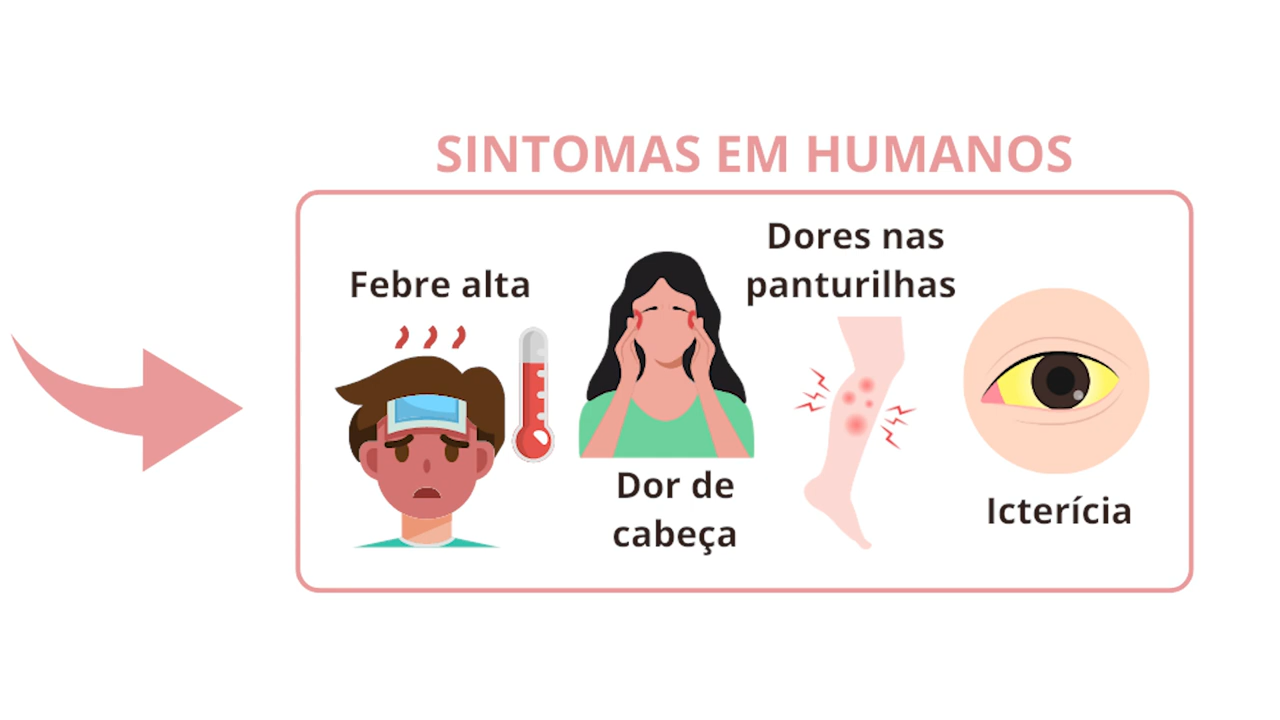 SINTOMAS EM HUMANOS
Febre alta
Dor de
cabeça
Dores nas
panturilhas
Icterícia